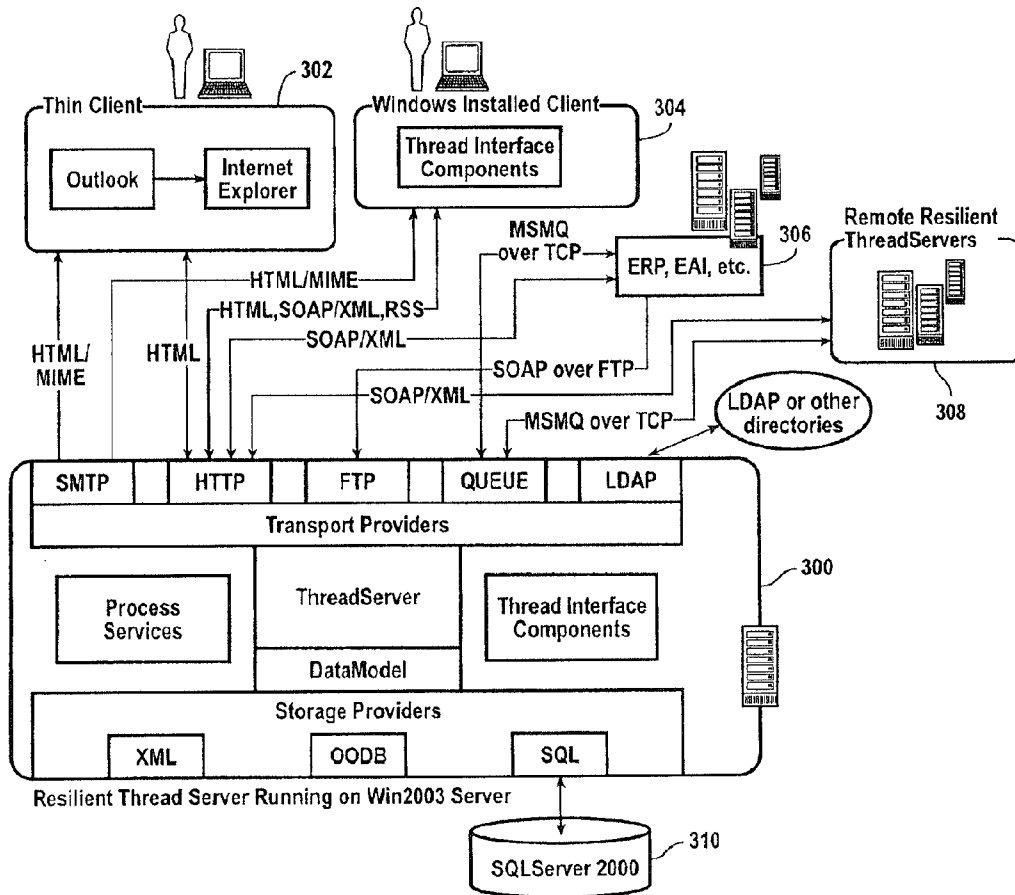 302
Thin Client
Windows Installed Client
304
Outlook
Internet
Explorer
Thread Interface
Components
MSMQ
over TCP
306
ERP, EAI, etc.
Remote Resilient
ThreadServers
308
HTML/MIME
HTML,SOAP/XML,RSS
HTML/
MIME
HTML
SOAP/XML
SOAP over FTP
SOAP/XML
MSMQ over TCP
LDAP or other
directories
SMTP
HTTP
FTP
QUEUE
LDAP
Transport Providers
300
Process
Services
ThreadServer
Thread Interface
Components
DataModel
Storage Providers
XML
OODB
SQL
Resilient Thread Server Running on Win2003 Server
310
SQLServer 2000